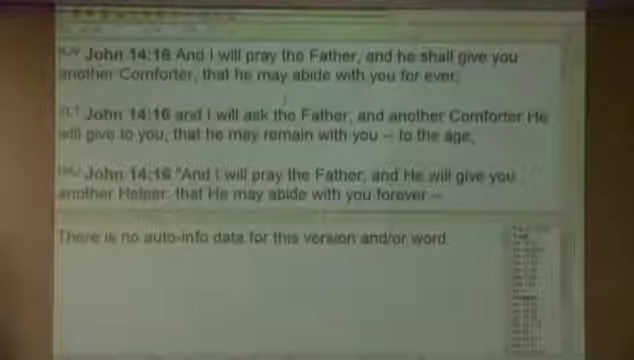 KJV John 14:16 And I will pray the Father, and he shall give you
another Comforter, that he may abide with you for ever;
YLT John 14:16 and I will ask the Father, and another Comforter He
will give to you, that he may remain with you -- to the age,
NKJ John 14:16 "And I will pray the Father, and He will give you
another Helper, that He may abide with you forever --
There is no auto-info data for this version and/or word.